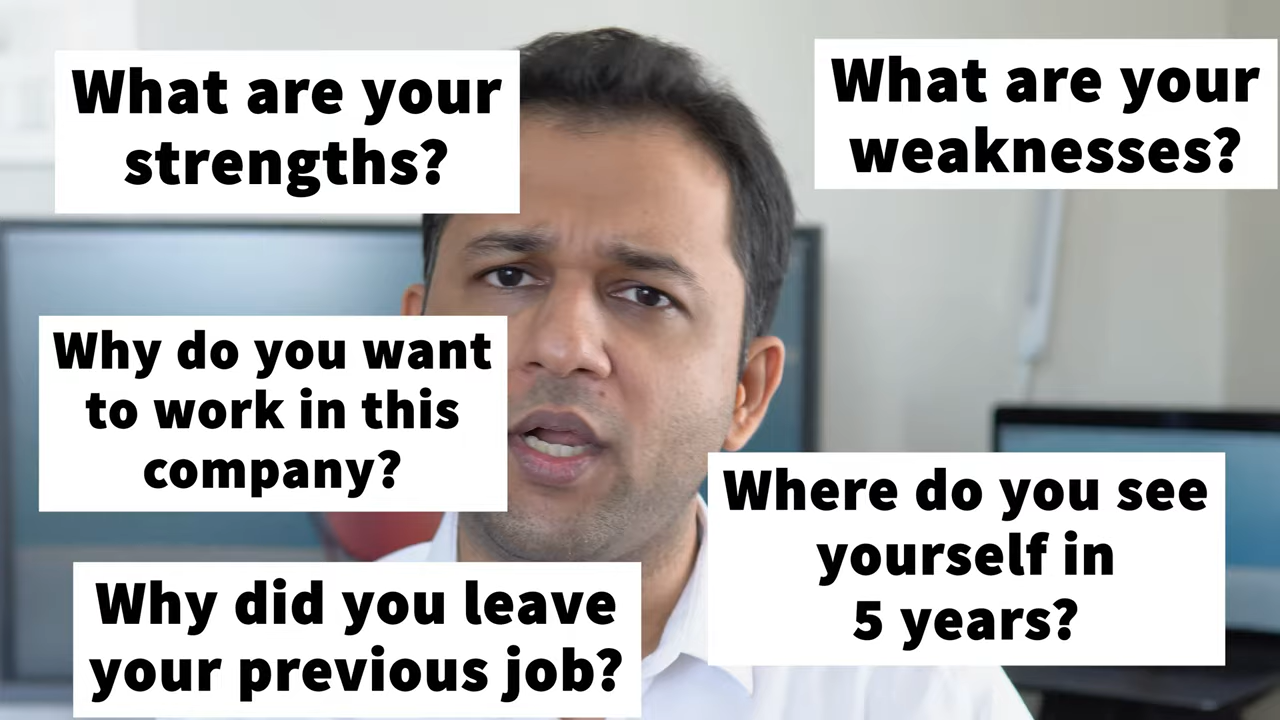 What are your
strengths?
What are your
weaknesses?
Why do you want
to work in this
company?
Where do you see
yourself in
5 years?
Why did you leave
your previous job?